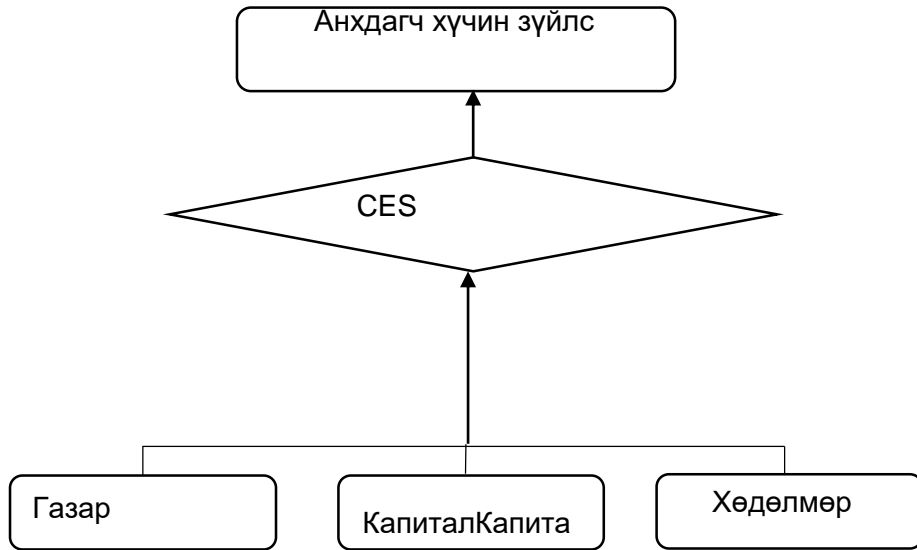 Анхдагч хүчин зүйлс
CES
Газар
КапиталКапита
Хөдөлмөр